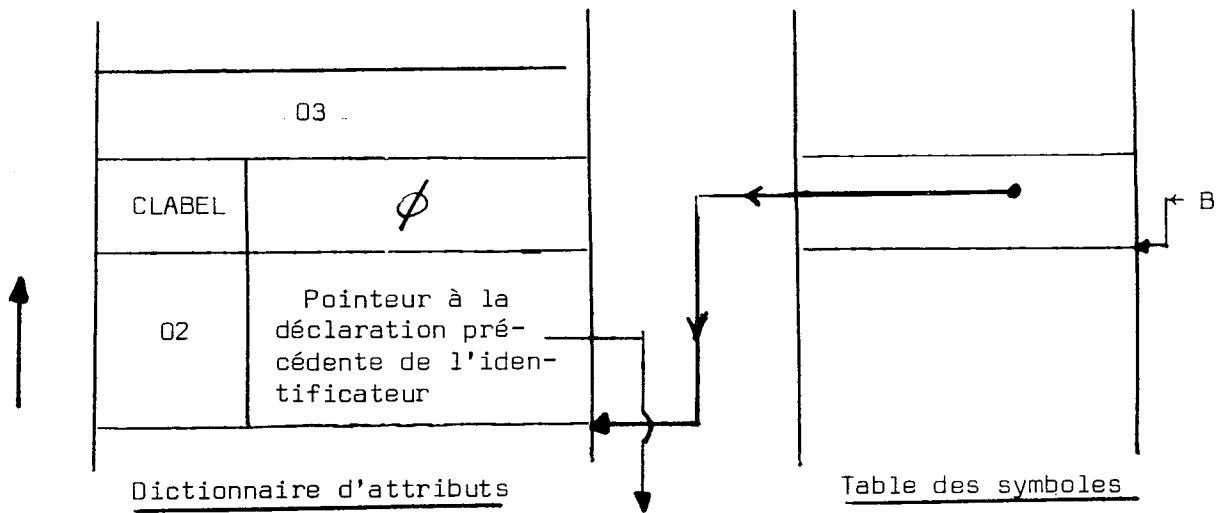 03
CLABEL
ϕ
← B
02
Pointeur à la
déclaration pré-
cédente de l'iden-
tificateur
Dictionnaire d'attributs
Table des symboles